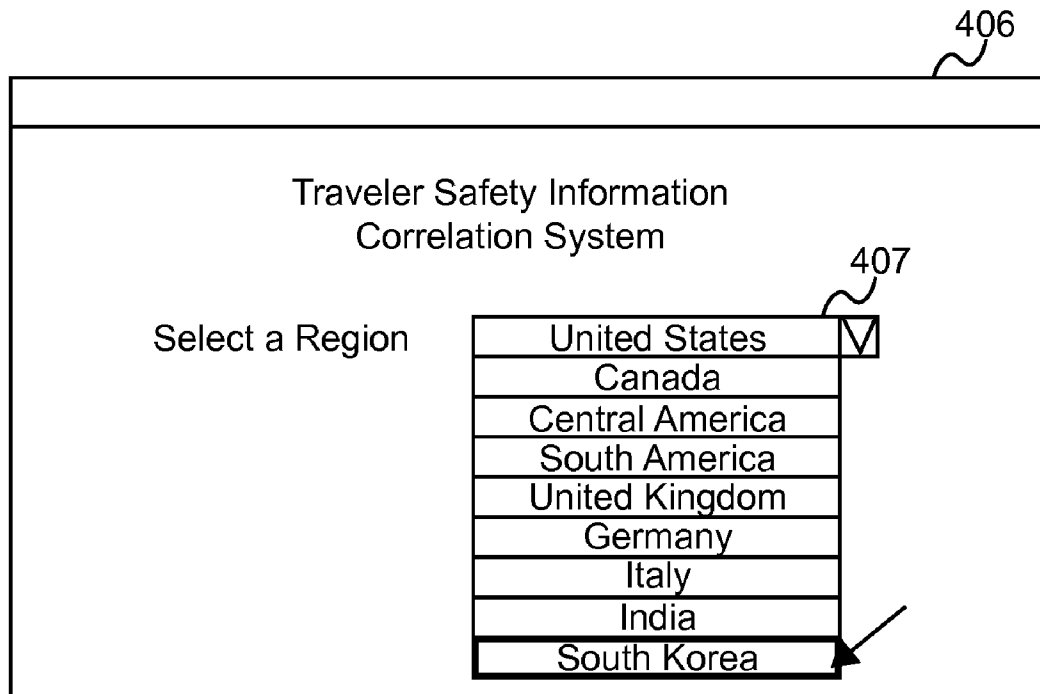 406
Traveler Safety Information
Correlation System
407
Select a Region
United States
Canada
Central America
South America
United Kingdom
Germany
Italy
India
South Korea